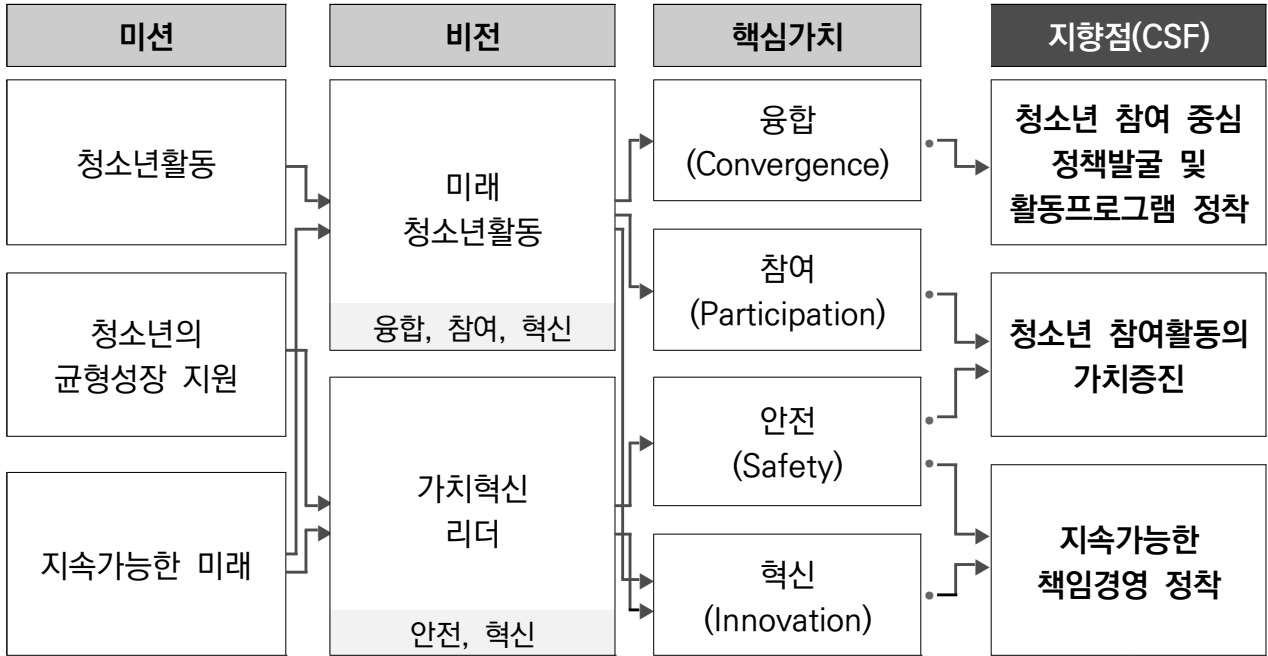 미션
비전
핵심가치
지향점(CSF)
청소년활동
청소년의
균형성장 지원
지속가능한 미래
미래
청소년활동
융합, 참여, 혁신
가치혁신
리더
안전, 혁신
융합
(Convergence)
참여
(Participation)
안전
(Safety)
혁신
(Innovation)
청소년 참여 중심
정책발굴 및
활동프로그램 정착
청소년 참여활동의
가치증진
지속가능한
책임경영 정착